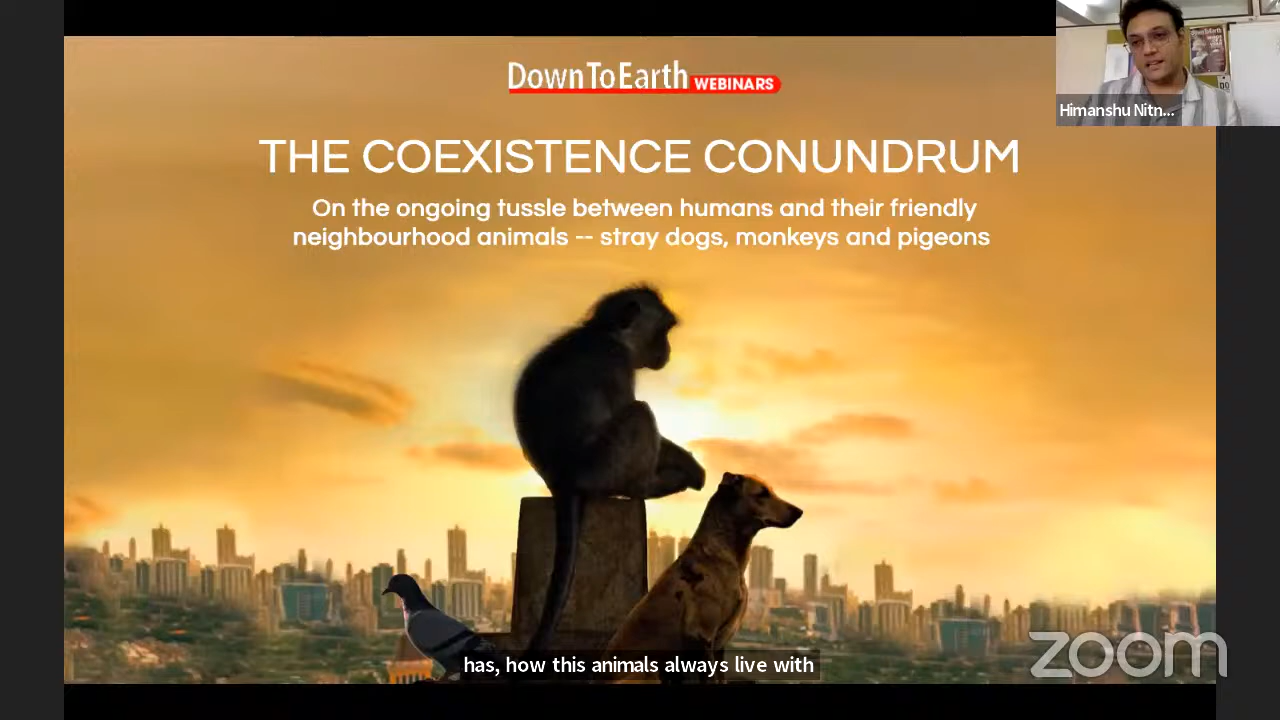 DownToEarth WEBINARS
Himanshu Nitn...
THE COEXISTENCE CONUNDRUM
On the ongoing tussle between humans and their friendly
neighbourhood animals -- stray dogs, monkeys and pigeons
has, how this animals always live with
zoom